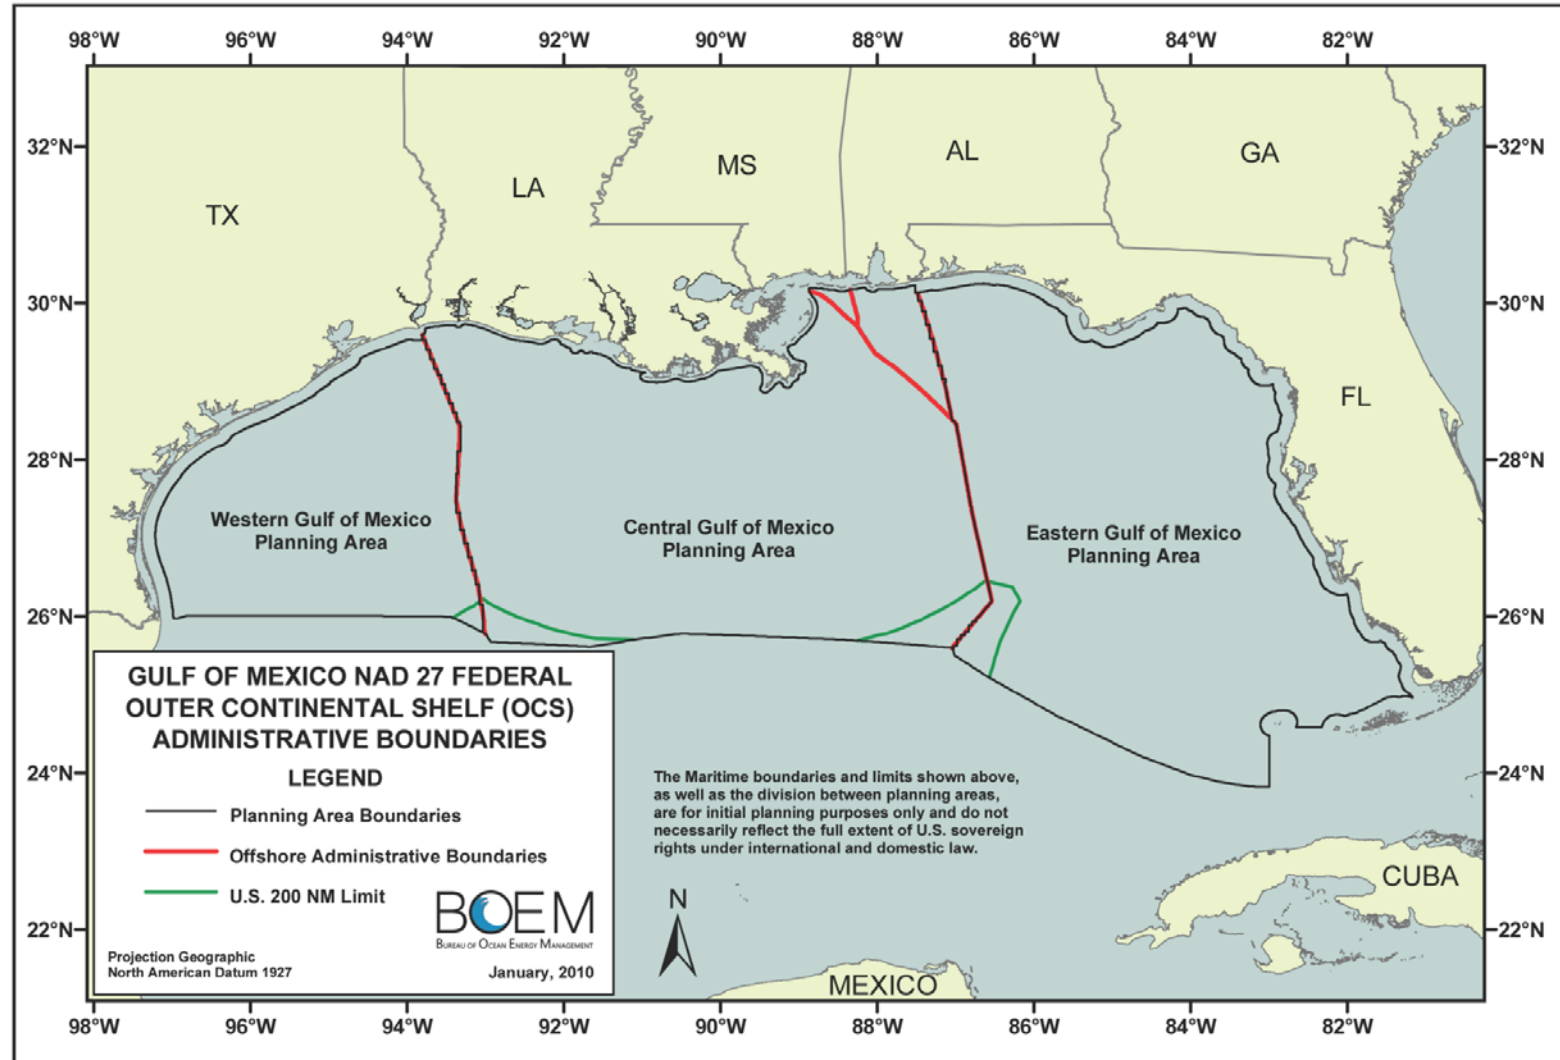 98°W 96°W 94°W 92°W 90°W 88°W 86°W 84°W 82°W
32°N 32°N
TX
LA
MS
AL
GA
30°N 30°N
FL
28°N 28°N
Western Gulf of Mexico
Planning Area
Central Gulf of Mexico
Planning Area
Eastern Gulf of Mexico
Planning Area
26°N 26°N
GULF OF MEXICO NAD 27 FEDERAL
OUTER CONTINENTAL SHELF (OCS)
ADMINISTRATIVE BOUNDARIES
LEGEND
Planning Area Boundaries
Offshore Administrative Boundaries
U.S. 200 NM Limit
BOEM
BUREAU OF OCEAN ENERGY MANAGEMENT
Projection Geographic
North American Datum 1927
January, 2010
24°N 24°N
The Maritime boundaries and limits shown above,
as well as the division between planning areas,
are for initial planning purposes only and do not
necessarily reflect the full extent of U.S. sovereign
rights under international and domestic law.
N
CUBA
22°N 22°N
MEXICO
98°W 96°W 94°W 92°W 90°W 88°W 86°W 84°W 82°W